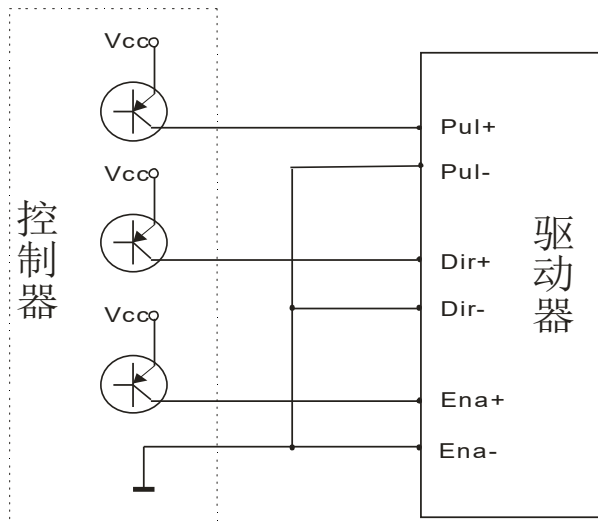 Vcc
Pul+
Pul-
Vcc
控制器
驱动器
Dir+
Dir-
Vcc
Ena+
Ena-